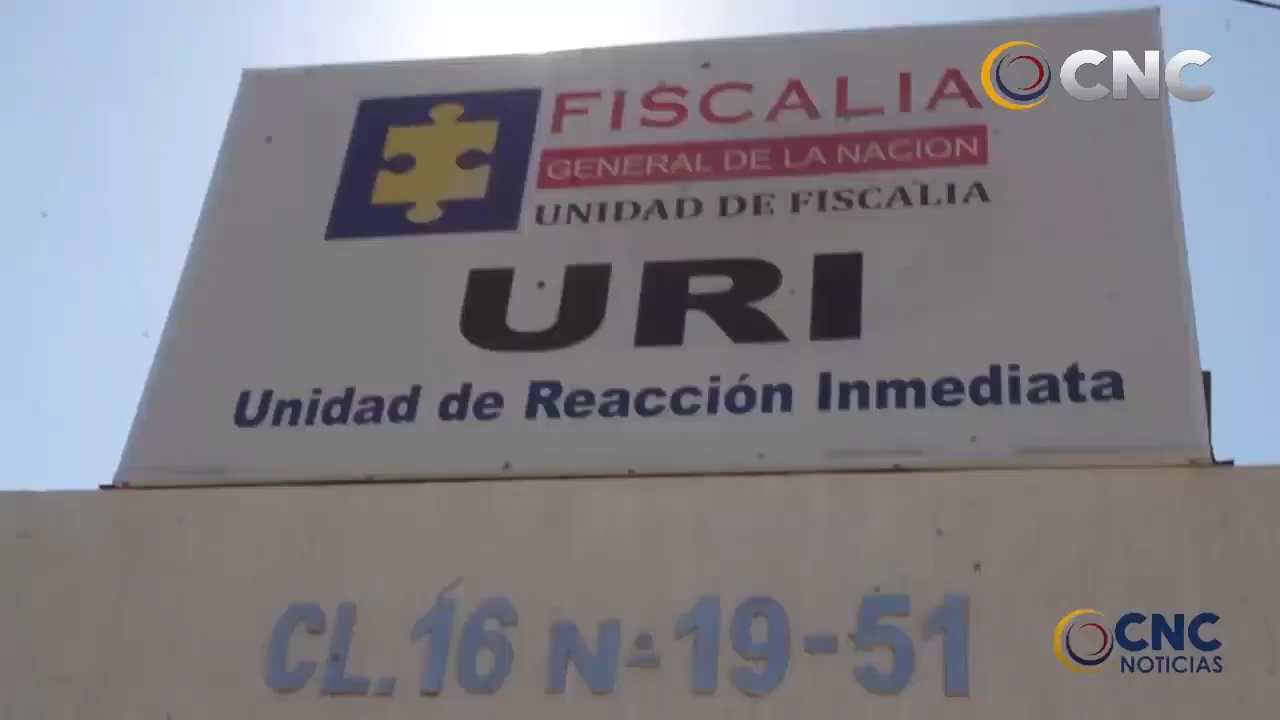 CNC
FISCALIA
GENERAL DE LA NACION
UNIDAD DE FISCALIA
URI
Unidad de Reacción Inmediata
CL.16 Nº 19-51
CNC
NOTICIAS